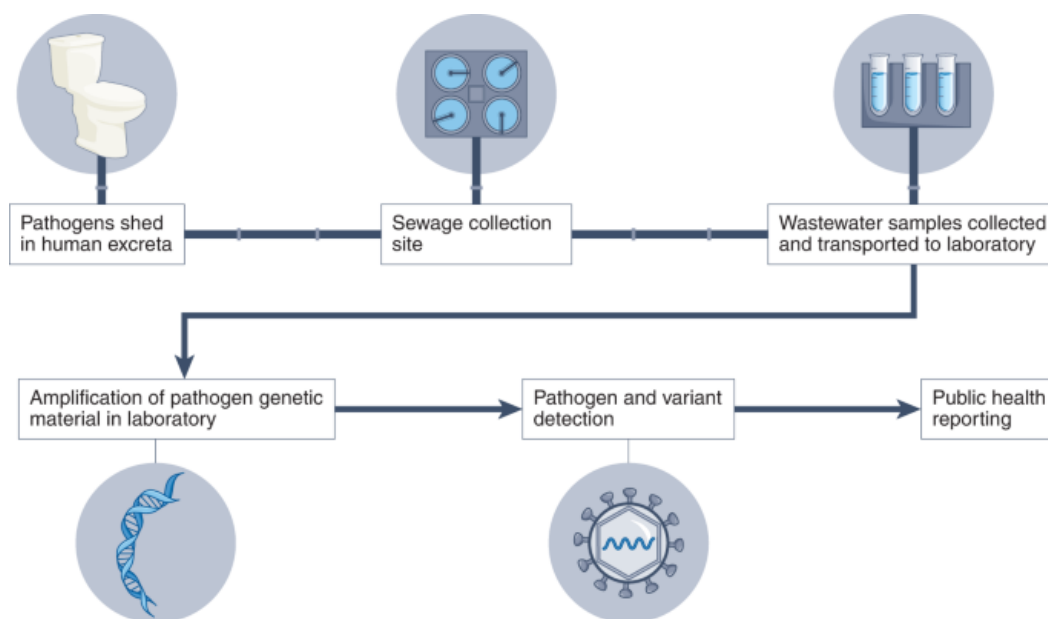 Pathogens shed
in human excreta
Sewage collection
site
Wastewater samples collected
and transported to laboratory
Amplification of pathogen genetic
material in laboratory
Pathogen and variant
detection
Public health
reporting